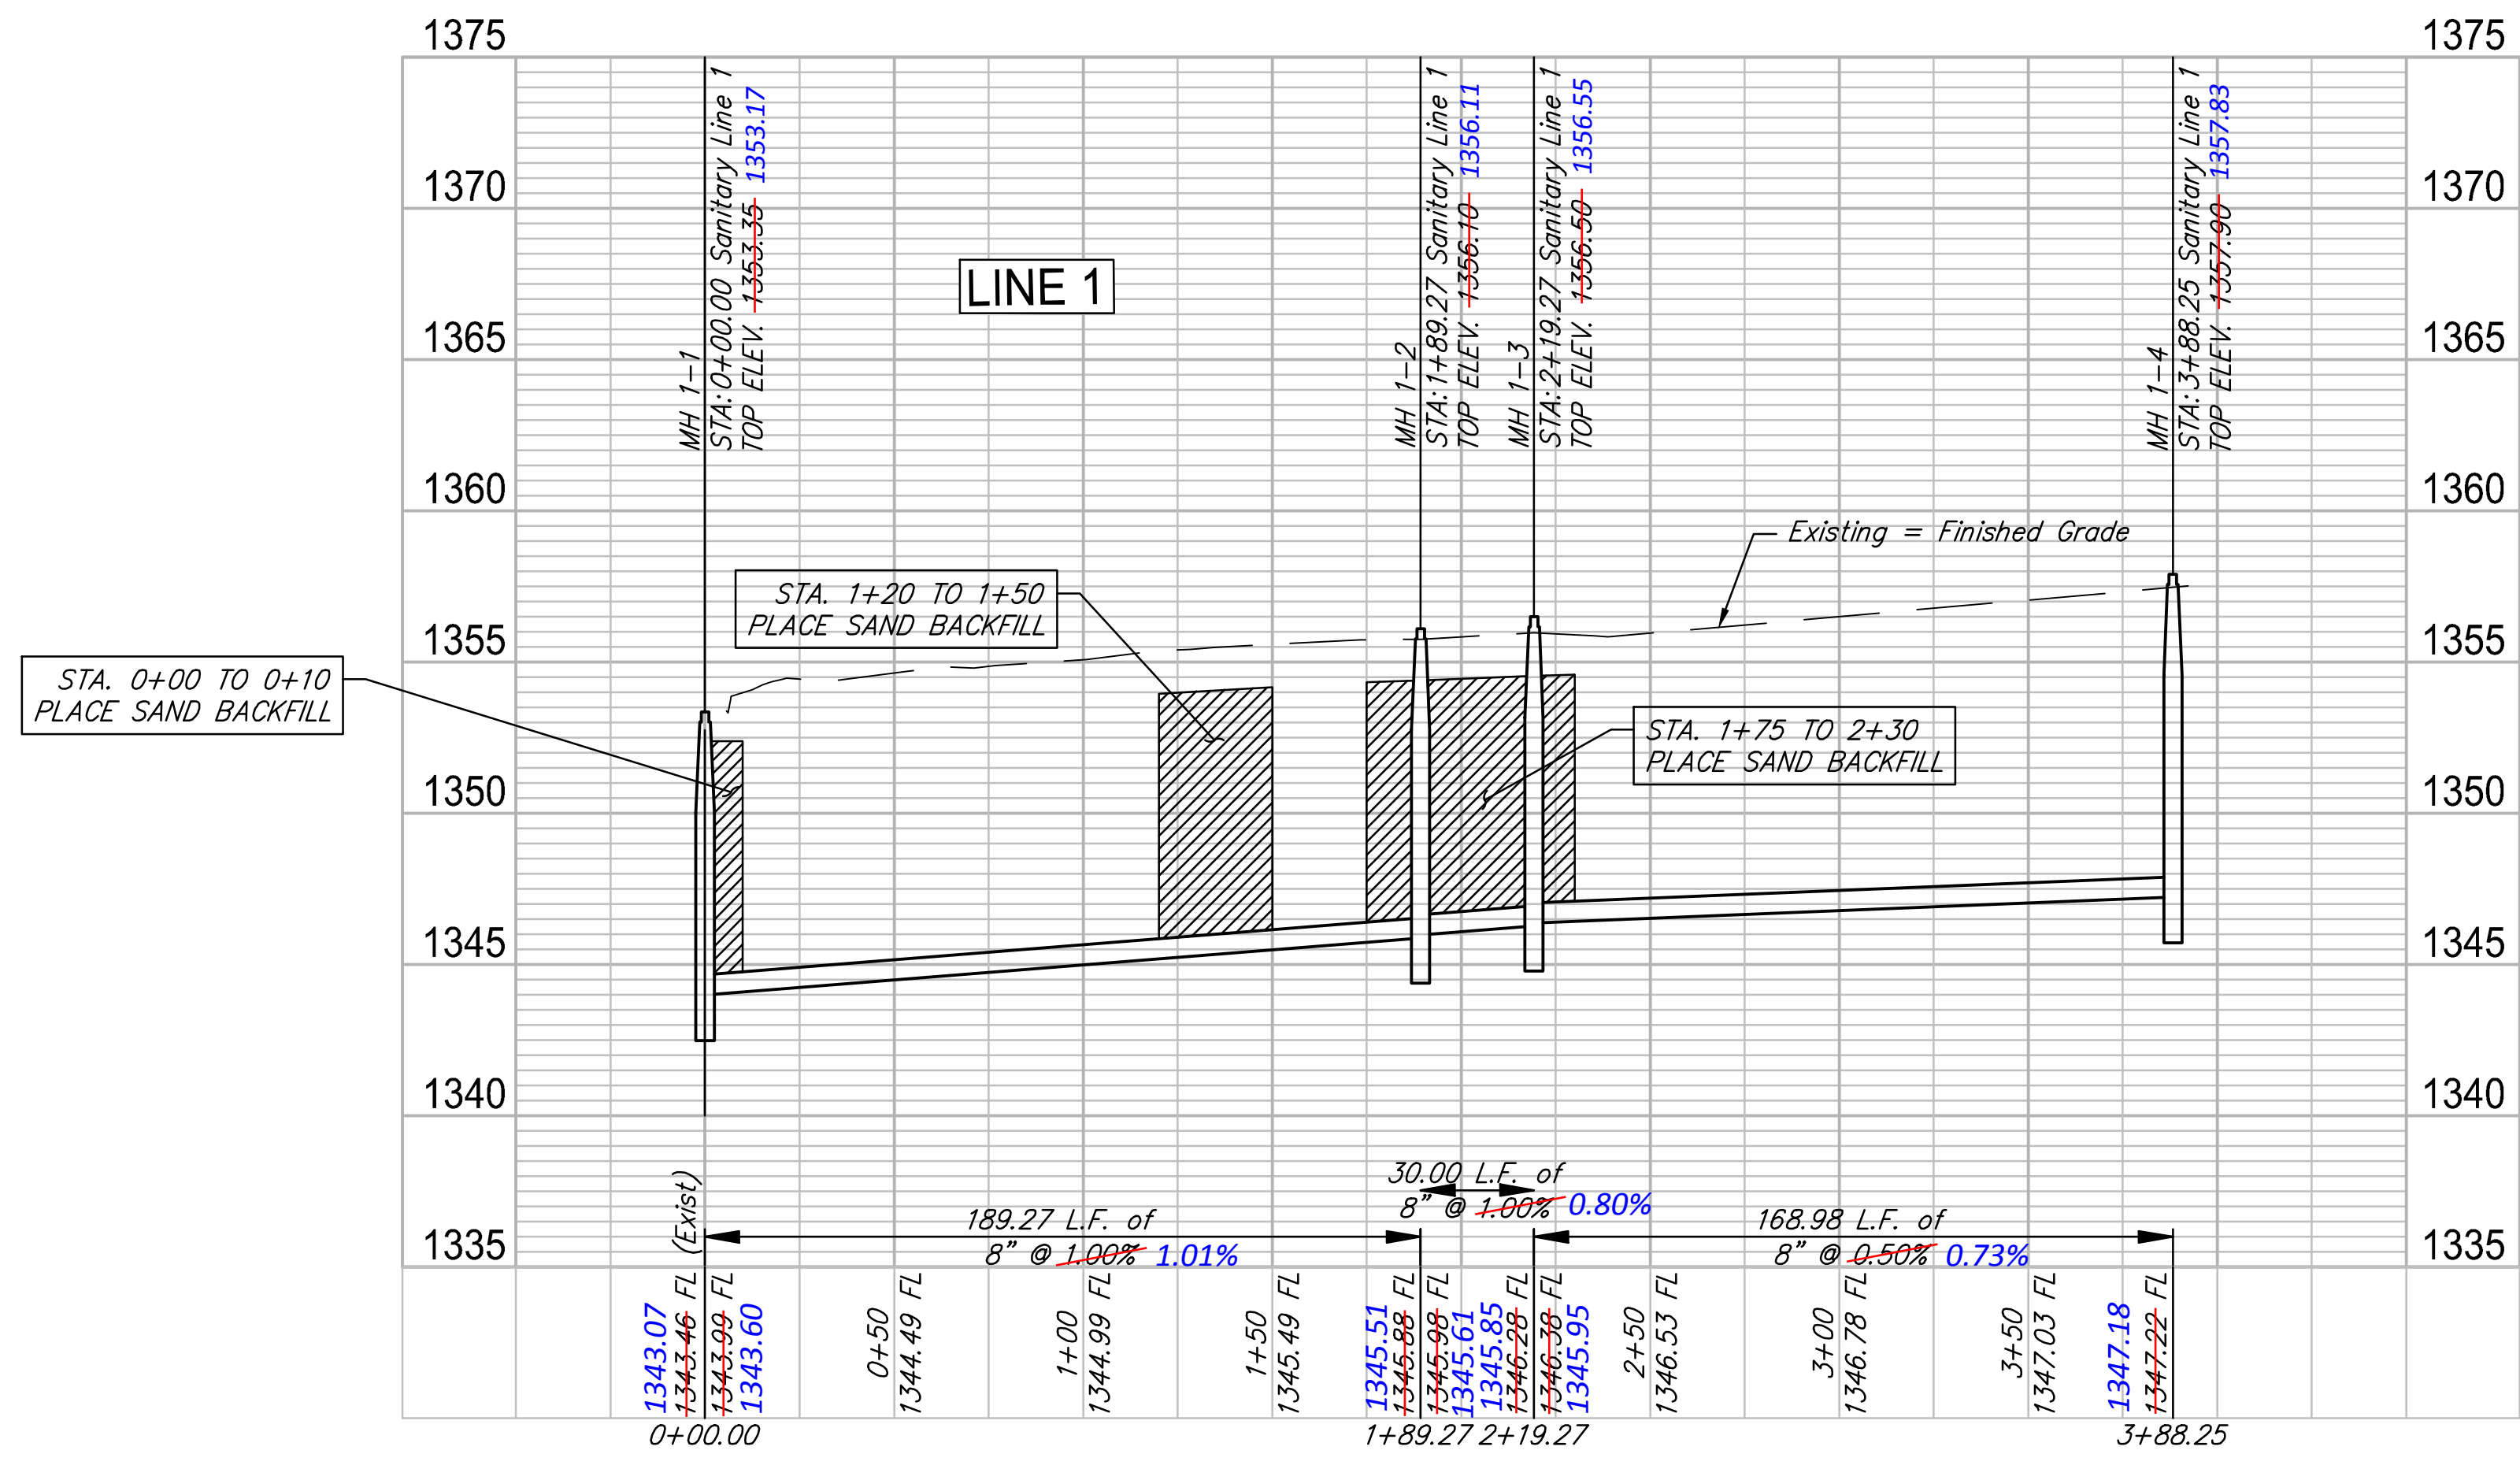 1375
1375
1370
1370
1365
1365
1360
1360
1355
1355
1350
1350
1345
1345
1340
1340
1335
1335
MH 1-1
STA: 0+00.00 Sanitary Line 1
TOP ELEV. 1353.35 1353.17
LINE 1
MH 1-2
STA: 1+89.27 Sanitary Line 1
TOP ELEV. 1356.10 1356.11
MH 1-3
STA: 2+19.27 Sanitary Line 1
TOP ELEV. 1356.50 1356.55
MH 1-4
STA: 3+88.25 Sanitary Line 1
TOP ELEV. 1357.90 1357.83
Existing = Finished Grade
STA. 1+20 TO 1+50
PLACE SAND BACKFILL
STA. 0+00 TO 0+10
PLACE SAND BACKFILL
STA. 1+75 TO 2+30
PLACE SAND BACKFILL
(Exist)
189.27 L.F. of
8" @ 1.00% 1.01%
30.00 L.F. of
8" @ 1.00% 0.80%
168.98 L.F. of
8" @ 0.50% 0.73%
1343.07
1343.46 FL
1343.99 FL
1343.60
0+50
1344.49 FL
1+00
1344.99 FL
1+50
1345.49 FL
1345.51
1345.88 FL
1345.98 FL
1345.61
1345.85
1346.28 FL
1346.38 FL
1345.95
2+50
1346.53 FL
3+00
1346.78 FL
3+50
1347.03 FL
1347.18
1347.22 FL
0+00.00
1+89.27
2+19.27
3+88.25